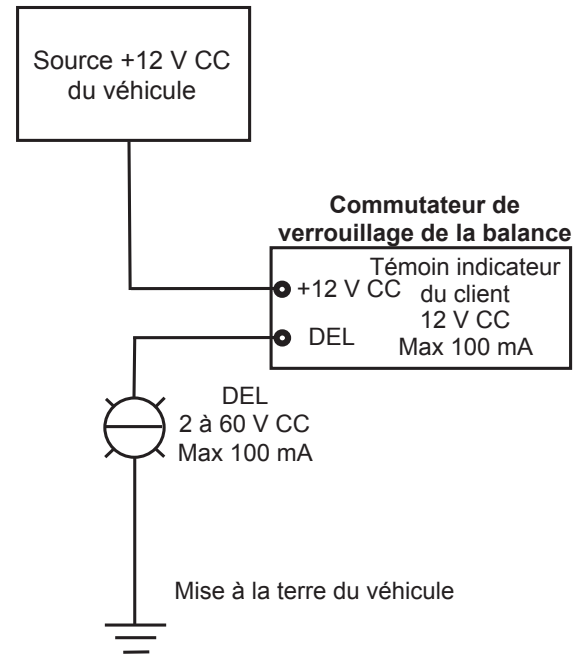 Source +12 V CC
du véhicule
Commutateur de
verrouillage de la balance
Témoin indicateur
+12 V CC
du client
12 V CC
DEL
Max 100 mA
DEL
2 à 60 V CC
Max 100 mA
Mise à la terre du véhicule